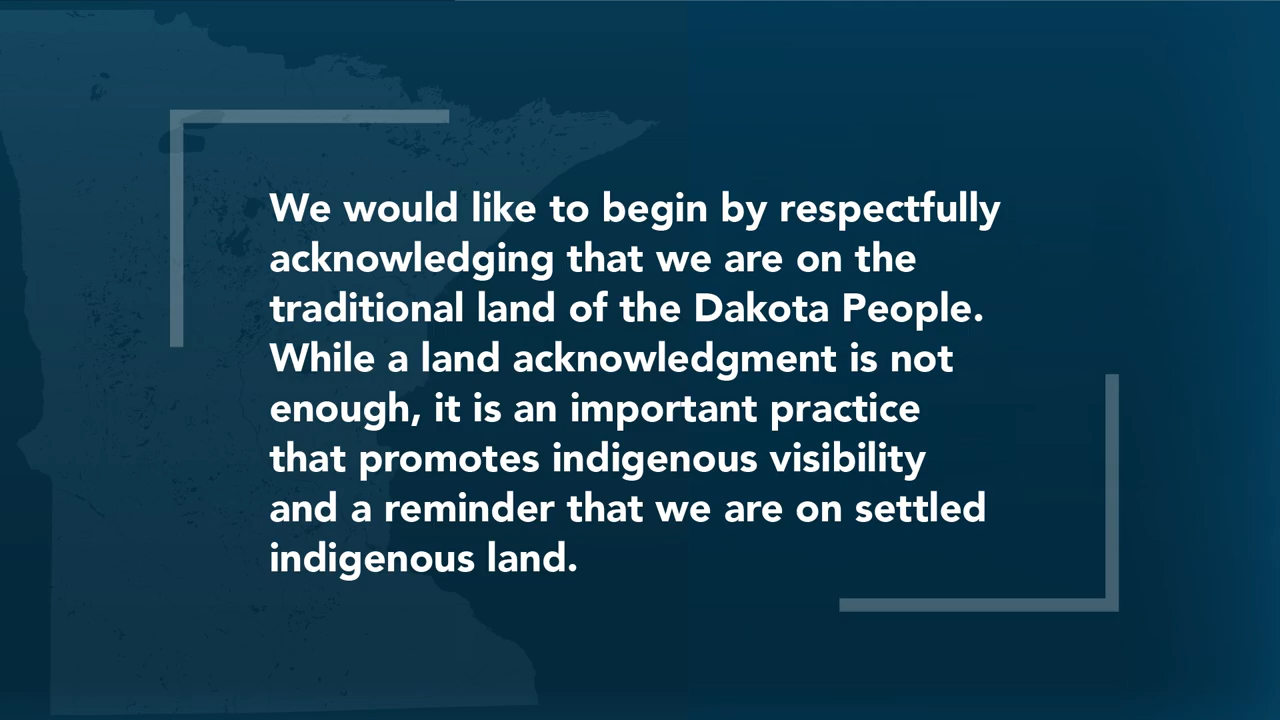 We would like to begin by respectfully
acknowledging that we are on the
traditional land of the Dakota People.
While a land acknowledgment is not
enough, it is an important practice
that promotes indigenous visibility
and a reminder that we are on settled
indigenous land.